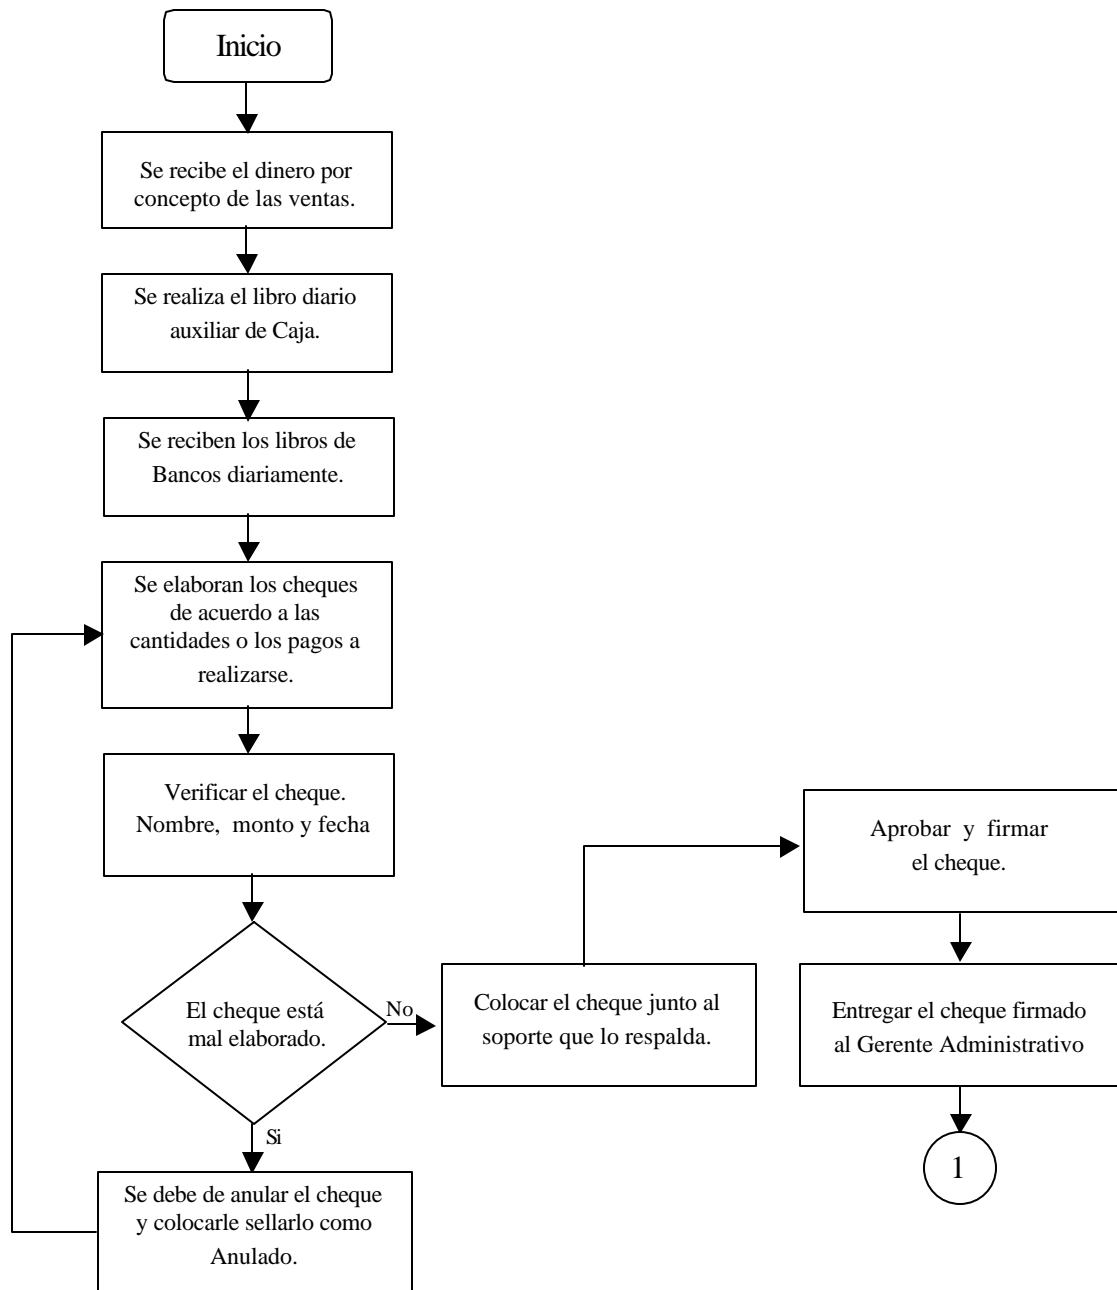 Inicio
Se recibe el dinero por
concepto de las ventas.
Se realiza el libro diario
auxiliar de Caja.
Se reciben los libros de
Bancos diariamente.
Se elaboran los cheques
de acuerdo a las
cantidades o los pagos a
realizarse.
Verificar el cheque.
Nombre, monto y fecha
El cheque está
mal elaborado.
No
Si
Se debe de anular el cheque
y colocarle sellarlo como
Anulado.
Colocar el cheque junto al
soporte que lo respalda.
Aprobar y firmar
el cheque.
Entregar el cheque firmado
al Gerente Administrativo
1